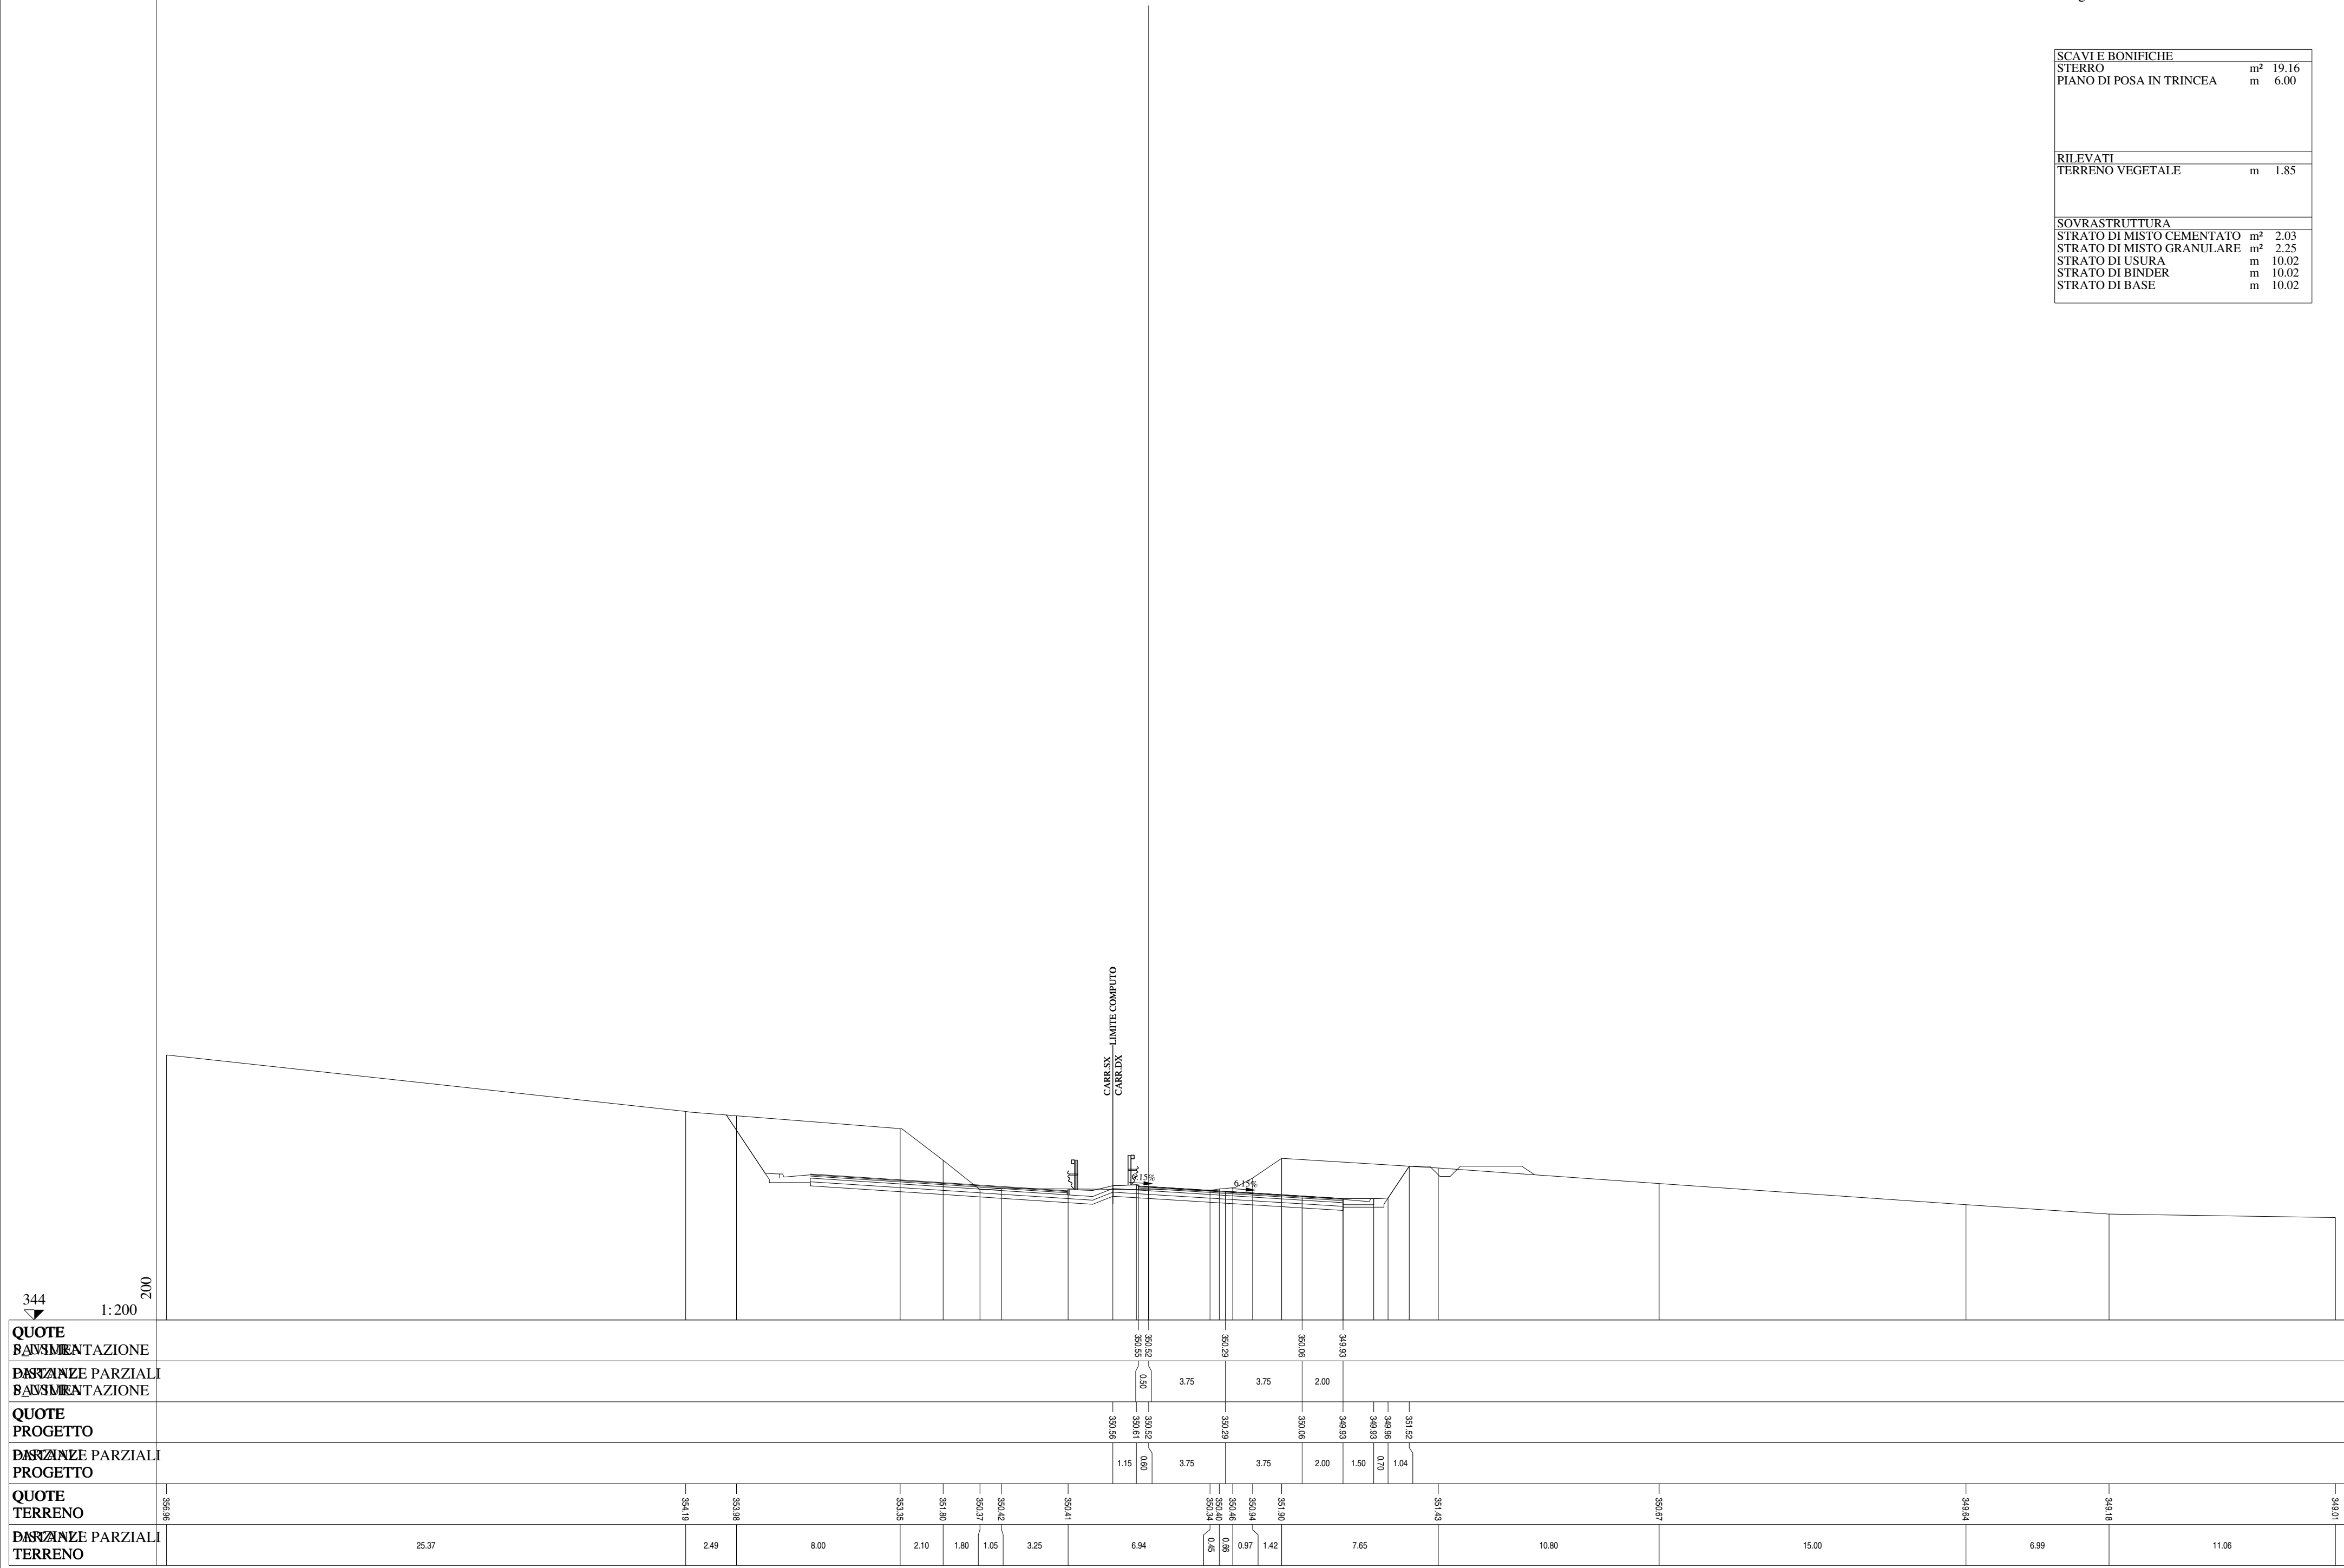 SCAVI E BONIFICHE
STERRO m² 19.16
PIANO DI POSA IN TRINCEA m 6.00
RILEVATI
TERRENO VEGETALE m 1.85
SOVRASTRUTTURA
STRATO DI MISTO CEMENTATO m² 2.03
STRATO DI MISTO GRANULARE m² 2.25
STRATO DI USURA m 10.02
STRATO DI BINDER m 10.02
STRATO DI BASE m 10.02
LIMITE COMPUTO
CARR.SX
CARR.DX
6.15%
344
1:200
200
QUOTE
350.55 350.52 350.29 350.06 349.93
DISTANZE PARZIALI
0.50 3.75 3.75 2.00
QUOTE
PROGETTO
350.56 350.61 350.52 350.29 350.06 349.93 349.93 349.96 351.52
DISTANZE PARZIALI
PROGETTO
1.15 0.60 3.75 3.75 2.00 1.50 0.70 1.04
QUOTE
TERRENO
356.96 354.19 353.98 353.35 351.80 350.37 350.42 350.41 350.34 350.40 350.46 350.94 351.90 351.43 350.67 349.64 349.18 349.01
DISTANZE PARZIALI
TERRENO
25.37 2.49 8.00 2.10 1.80 1.05 3.25 6.94 0.45 0.66 0.97 1.42 7.65 10.80 15.00 6.99 11.06